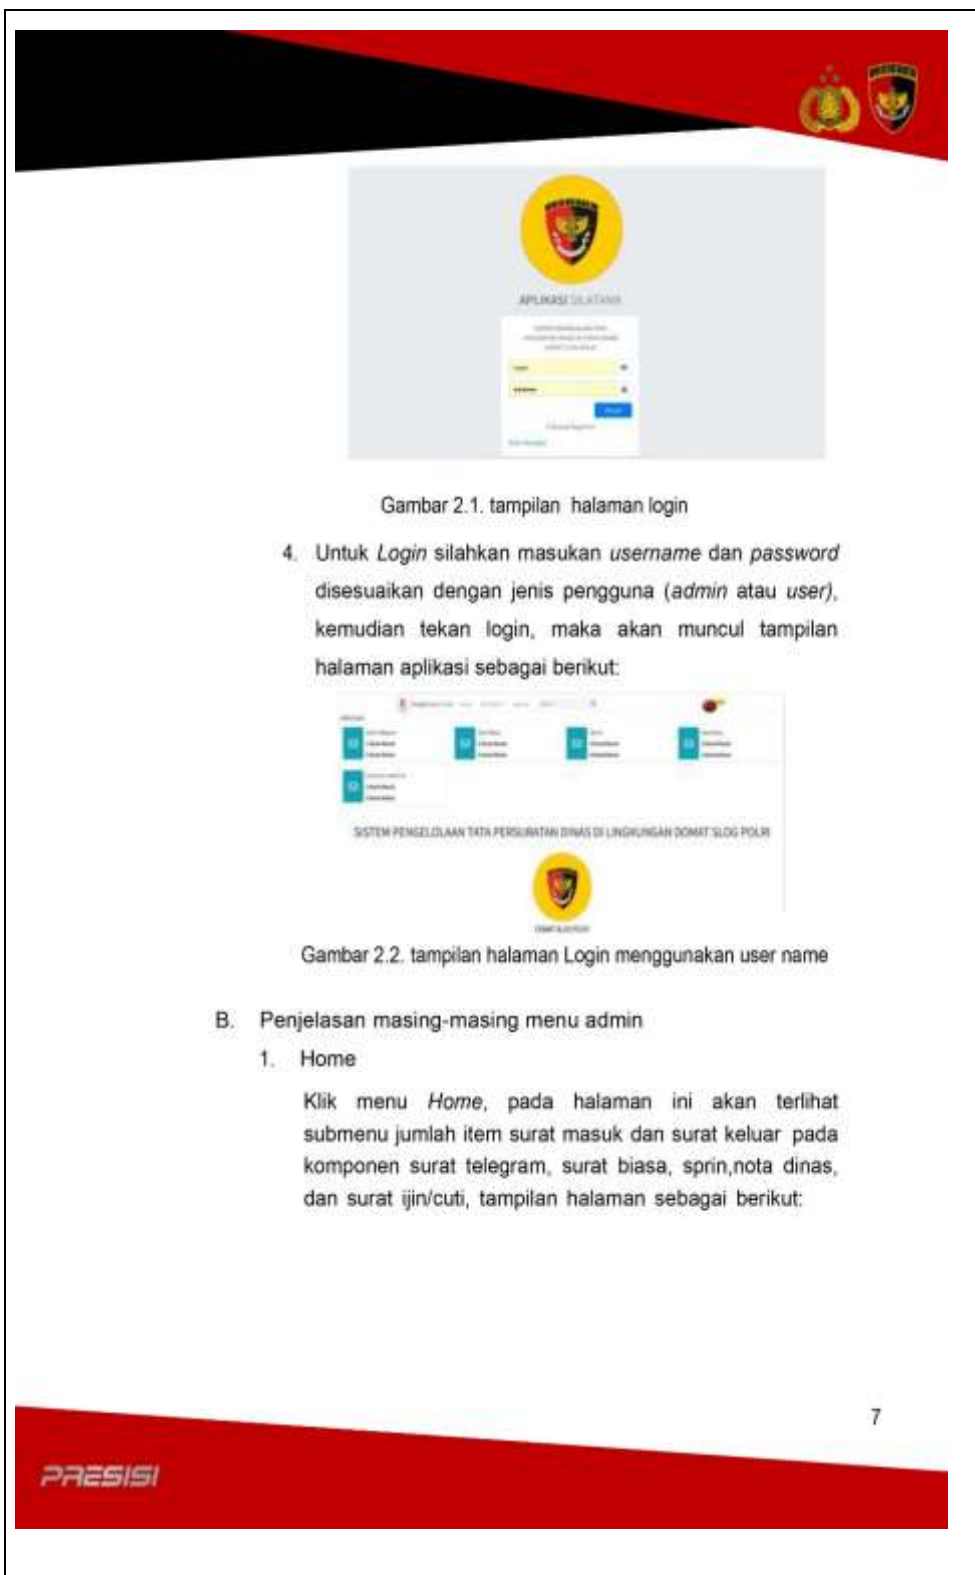 APLIKASI SILATAMA
Gambar 2.1. tampilan halaman login
4. Untuk Login silahkan masukan username dan password
disesuaikan dengan jenis pengguna (admin atau user),
kemudian tekan login, maka akan muncul tampilan
halaman aplikasi sebagai berikut:
SISTEM PENGELOLAAN TATA PERSURATAN DINAS DI LINGKUNGAN DOMAT SLOG POLRI
Gambar 2.2. tampilan halaman Login menggunakan user name
B. Penjelasan masing-masing menu admin
1. Home
Klik menu Home, pada halaman ini akan terlihat
submenu jumlah item surat masuk dan surat keluar pada
komponen surat telegram, surat biasa, sprin,nota dinas,
dan surat ijin/cuti, tampilan halaman sebagai berikut:
7
PRESISI